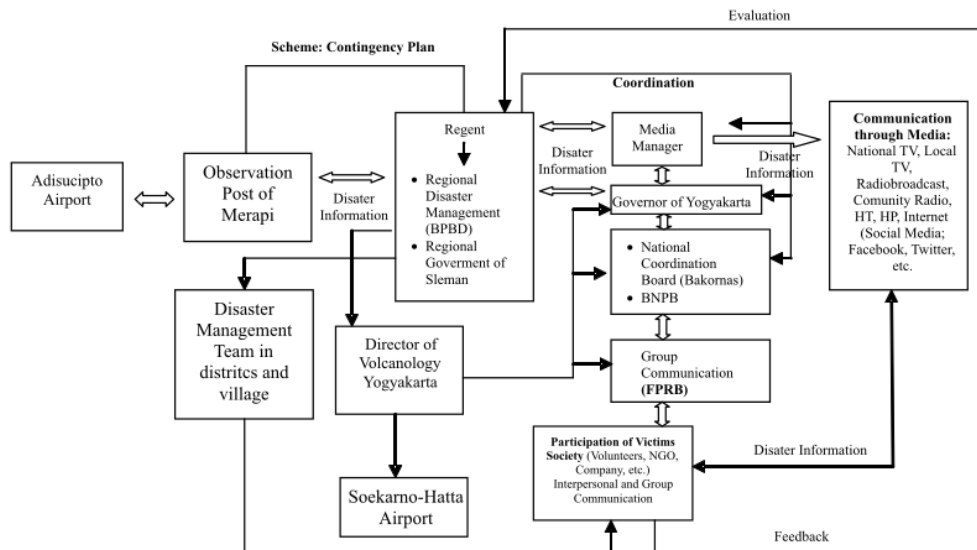 Evaluation
Scheme: Contingency Plan
Coordination
Adisucipto
Airport
Observation
Post of
Merapi
Disater
Information
Regent
• Regional
Disaster
Management
(BPBD)
• Regional
Goverment of
Sleman
Disater
Information
Media
Manager
Disater
Information
Communication
through Media:
National TV, Local
TV,
Radiobroadcast,
Comunity Radio,
HT, HP, Internet
(Social Media;
Facebook, Twitter,
etc.
Governor of Yogyakarta
• National
Coordination
Board (Bakornas)
• BNPB
Disaster
Management
Team in
distritcs and
village
Director of
Volcanology
Yogyakarta
Group
Communication
(FPRB)
Participation of Victims
Society (Volunteers, NGO,
Company, etc.)
Interpersonal and Group
Communication
Disater Information
Soekarno-Hatta
Airport
Feedback